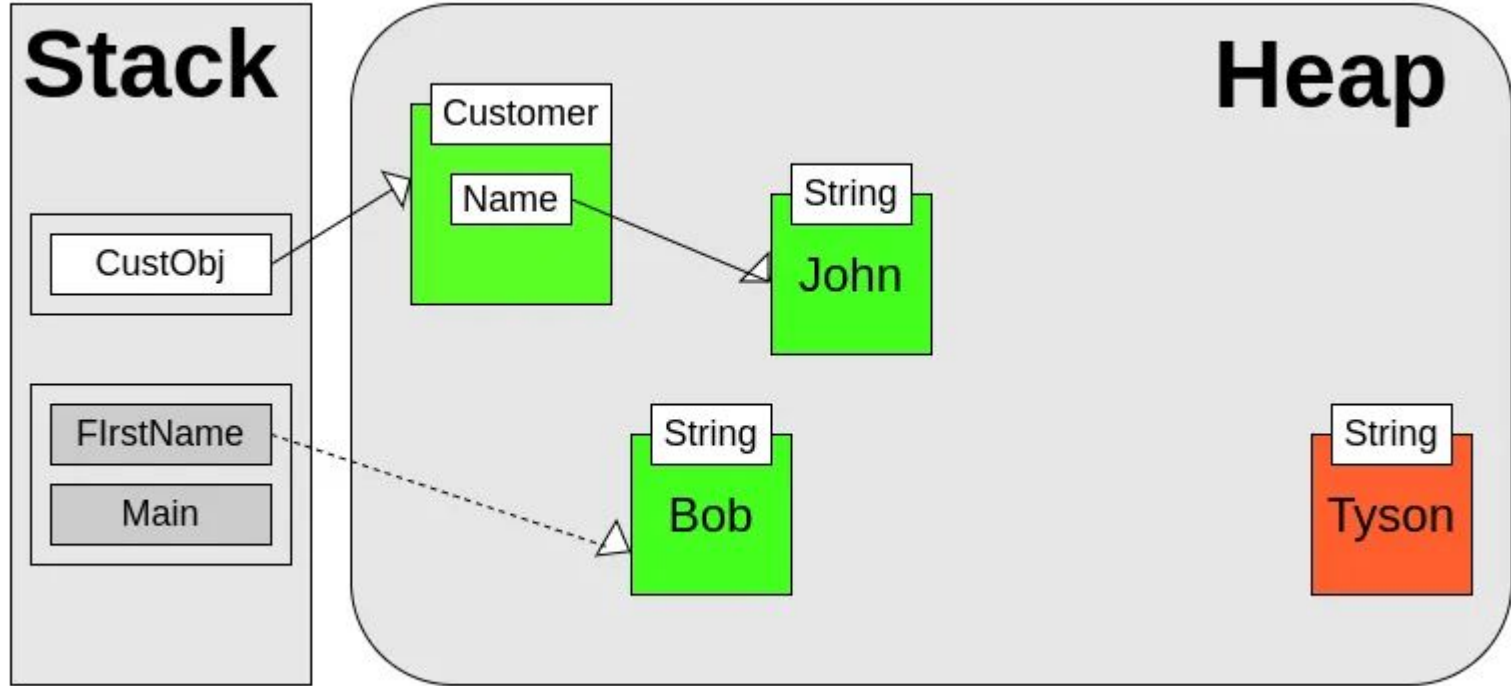 Stack
Heap
Customer
Name
String
John
CustObj
FIrstName
Main
String
Bob
String
Tyson